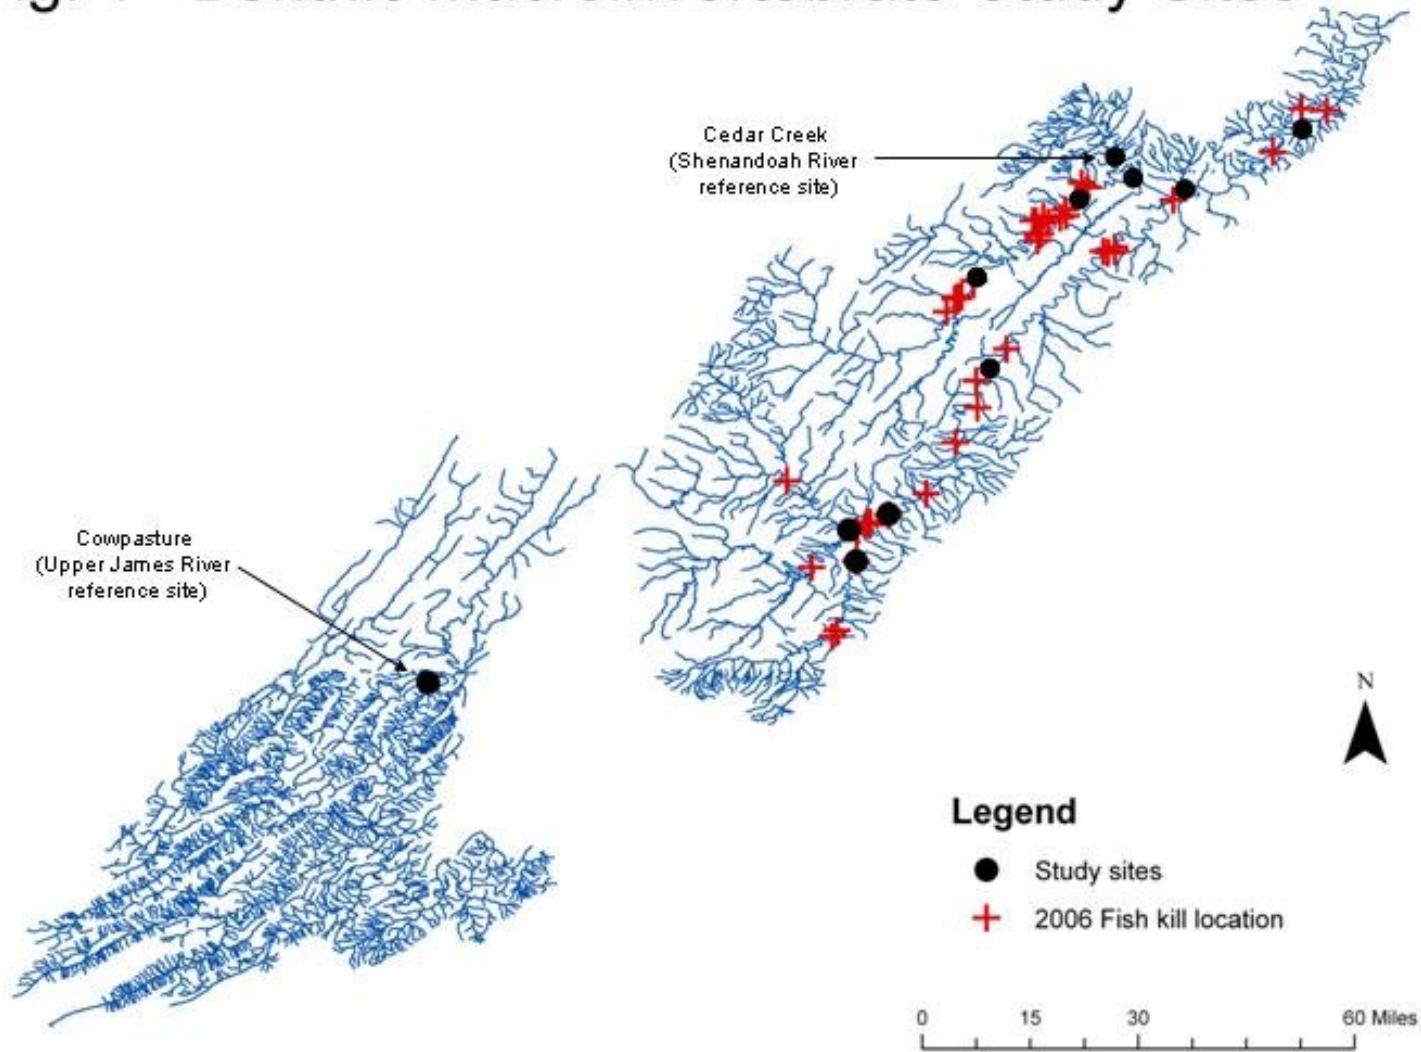 Cedar Creek
(Shenandoah River
reference site)
Cowpasture
(Upper James River
reference site)
N
Legend
Study sites
2006 Fish kill location
0 15 30 60 Miles